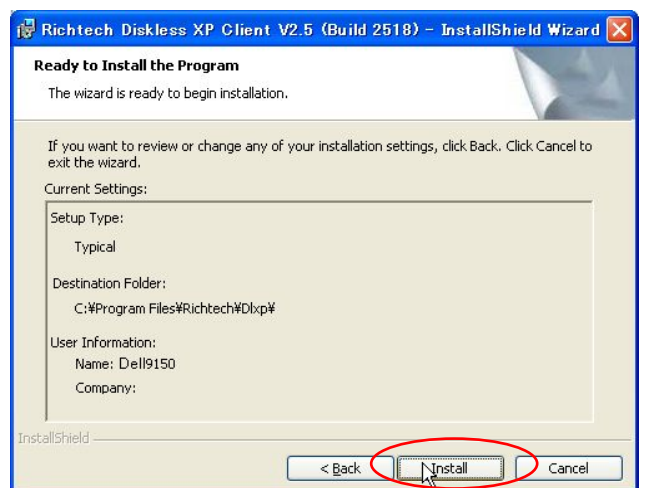 Richtech Diskless XP Client V2.5 (Build 2518) - InstallShield Wizard
Ready to Install the Program
The wizard is ready to begin installation.
If you want to review or change any of your installation settings, click Back. Click Cancel to
exit the wizard.
Current Settings:
Setup Type:
Typical
Destination Folder:
C:¥Program Files¥Richtech¥Dlxp¥
User Information:
Name: Dell9150
Company:
InstallShield
< Back
Install
Cancel